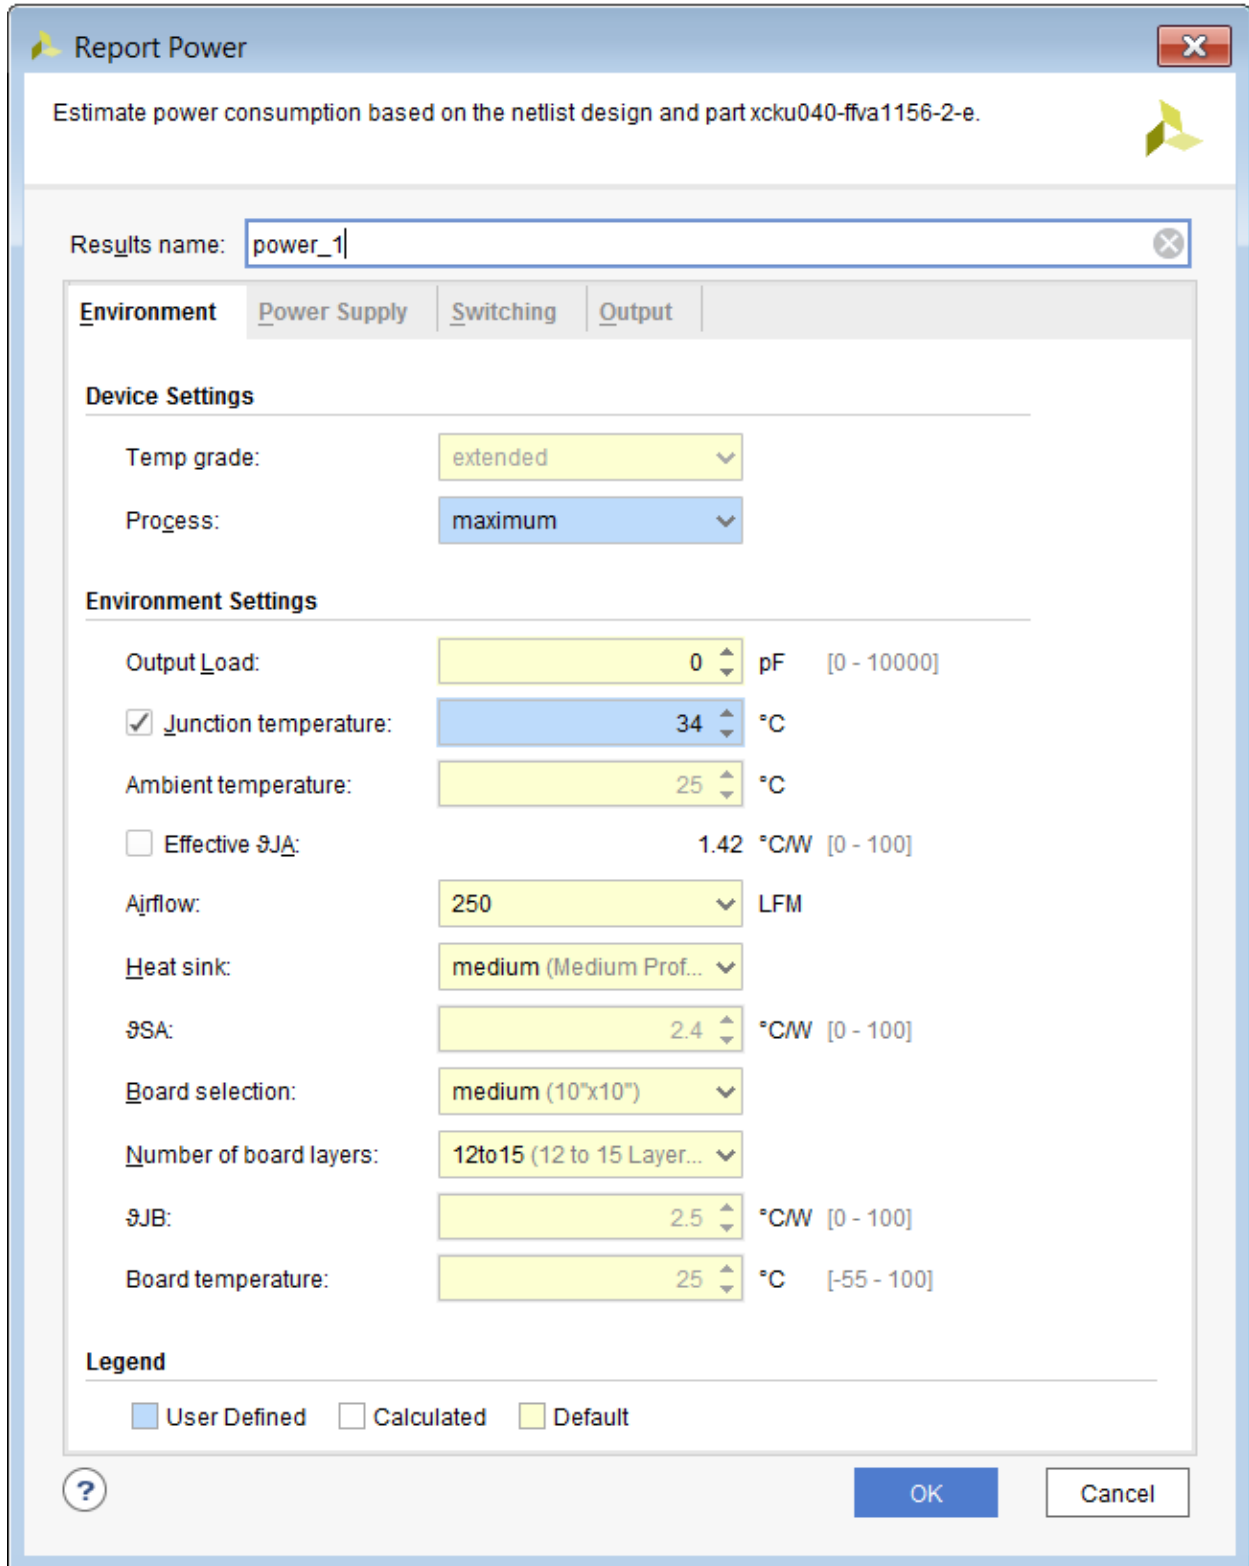 Report Power
Estimate power consumption based on the netlist design and part xcku040-ffva1156-2-e.
Results name: power_1
Environment Power Supply Switching Output
Device Settings
Temp grade: extended
Process: maximum
Environment Settings
Output Load: 0 pF [0 - 10000]
Junction temperature: 34 °C
Ambient temperature: 25 °C
Effective ϑJA: 1.42 °C/W [0 - 100]
Airflow: 250 LFM
Heat sink: medium (Medium Prof...
ϑSA: 2.4 °C/W [0 - 100]
Board selection: medium (10"x10")
Number of board layers: 12to15 (12 to 15 Layer...
ϑJB: 2.5 °C/W [0 - 100]
Board temperature: 25 °C [-55 - 100]
Legend
User Defined Calculated Default
? OK Cancel